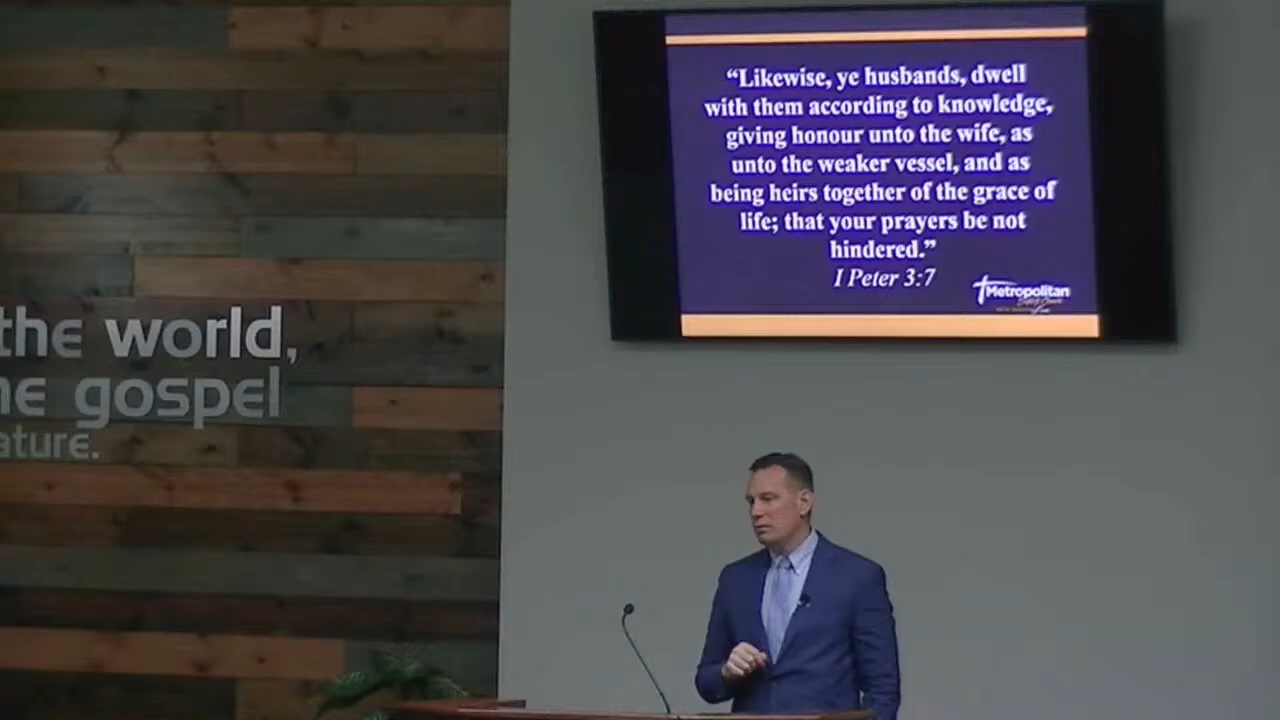 the world,
he gospel
ature.
“Likewise, ye husbands, dwell
with them according to knowledge,
giving honour unto the wife, as
unto the weaker vessel, and as
being heirs together of the grace of
life; that your prayers be not
hindered.”
I Peter 3:7
Metropolitan